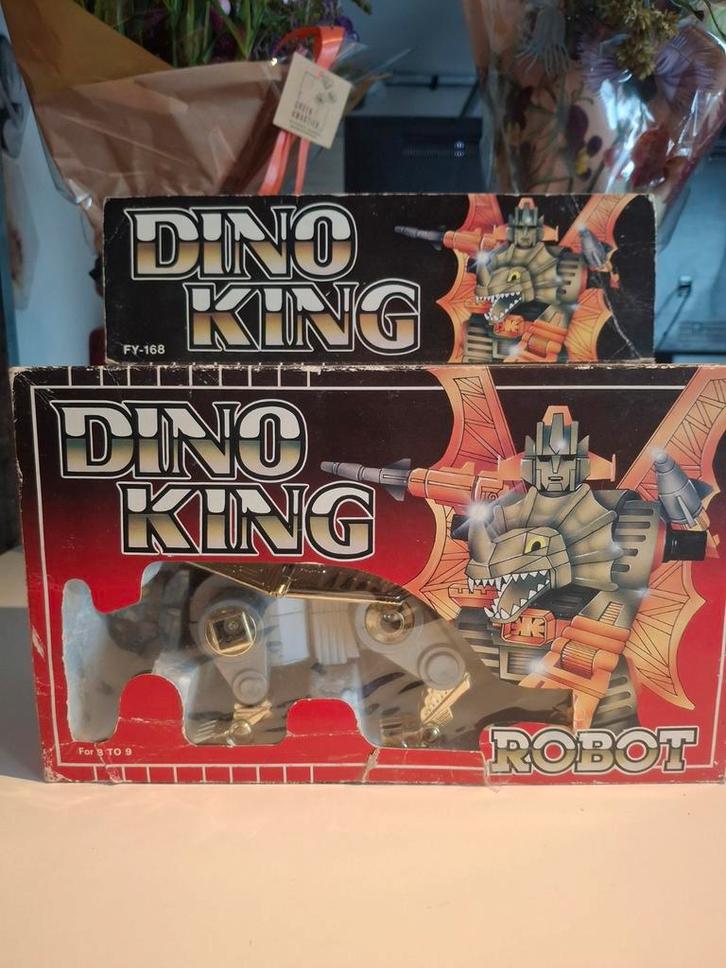 DINO
KING
FY-168
DINO
KING
For 3 TO 9
ROBOT